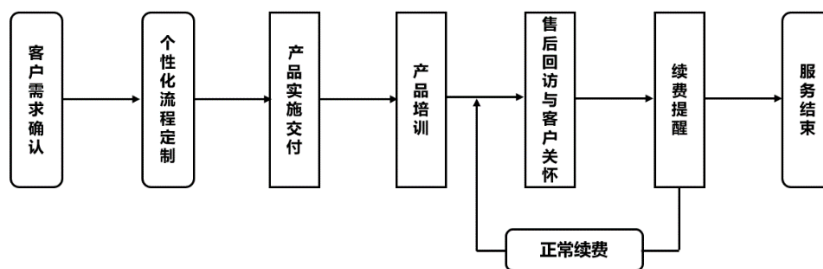 客户需求确认
个性化流程定制
产品实施交付
产品培训
售后回访与客户关怀
续费提醒
服务结束
正常续费